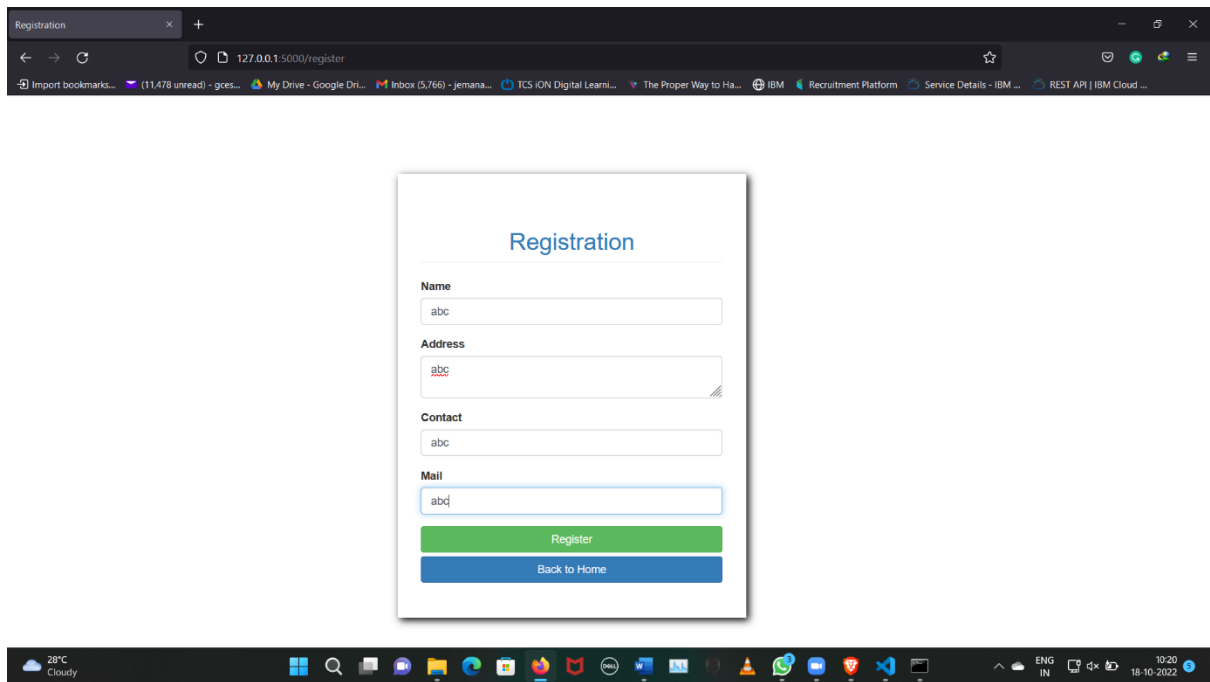 Registration
127.0.0.1:5000/register
Import bookmarks...
(11,478 unread) - gces...
My Drive - Google Dri...
Inbox (5,766) - jemana...
TCS iON Digital Learni...
The Proper Way to Ha...
IBM
Recruitment Platform
Service Details - IBM ...
REST API | IBM Cloud ...
Registration
Name
abc
Address
abc
Contact
abc
Mail
abc
Register
Back to Home
28°C
Cloudy
DELL
3
ENG
IN
10:20
18-10-2022
5